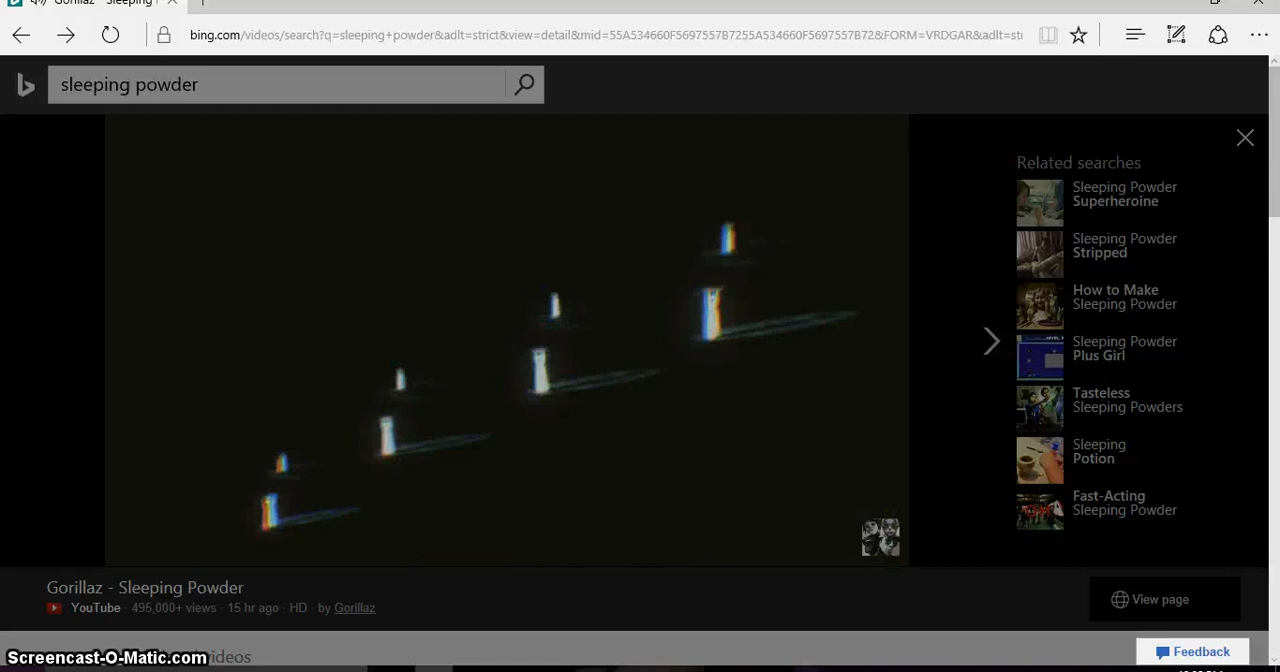 Gorillaz - Sleeping
bing.com/videos/search?q=sleeping+powder&adlt=strict&view=detail&mid=55A534660F5697557B7255A534660F5697557B72&FORM=VRDGAR&adlt=str
sleeping powder
Related searches
Sleeping Powder
Superheroine
Sleeping Powder
Stripped
How to Make
Sleeping Powder
Sleeping Powder
Plus Girl
Tasteless
Sleeping Powders
Sleeping
Potion
Fast-Acting
Sleeping Powder
Gorillaz - Sleeping Powder
YouTube · 495,000+ views · 15 hr ago · HD · by Gorillaz
View page
videos
Feedback
Screencast-O-Matic.com